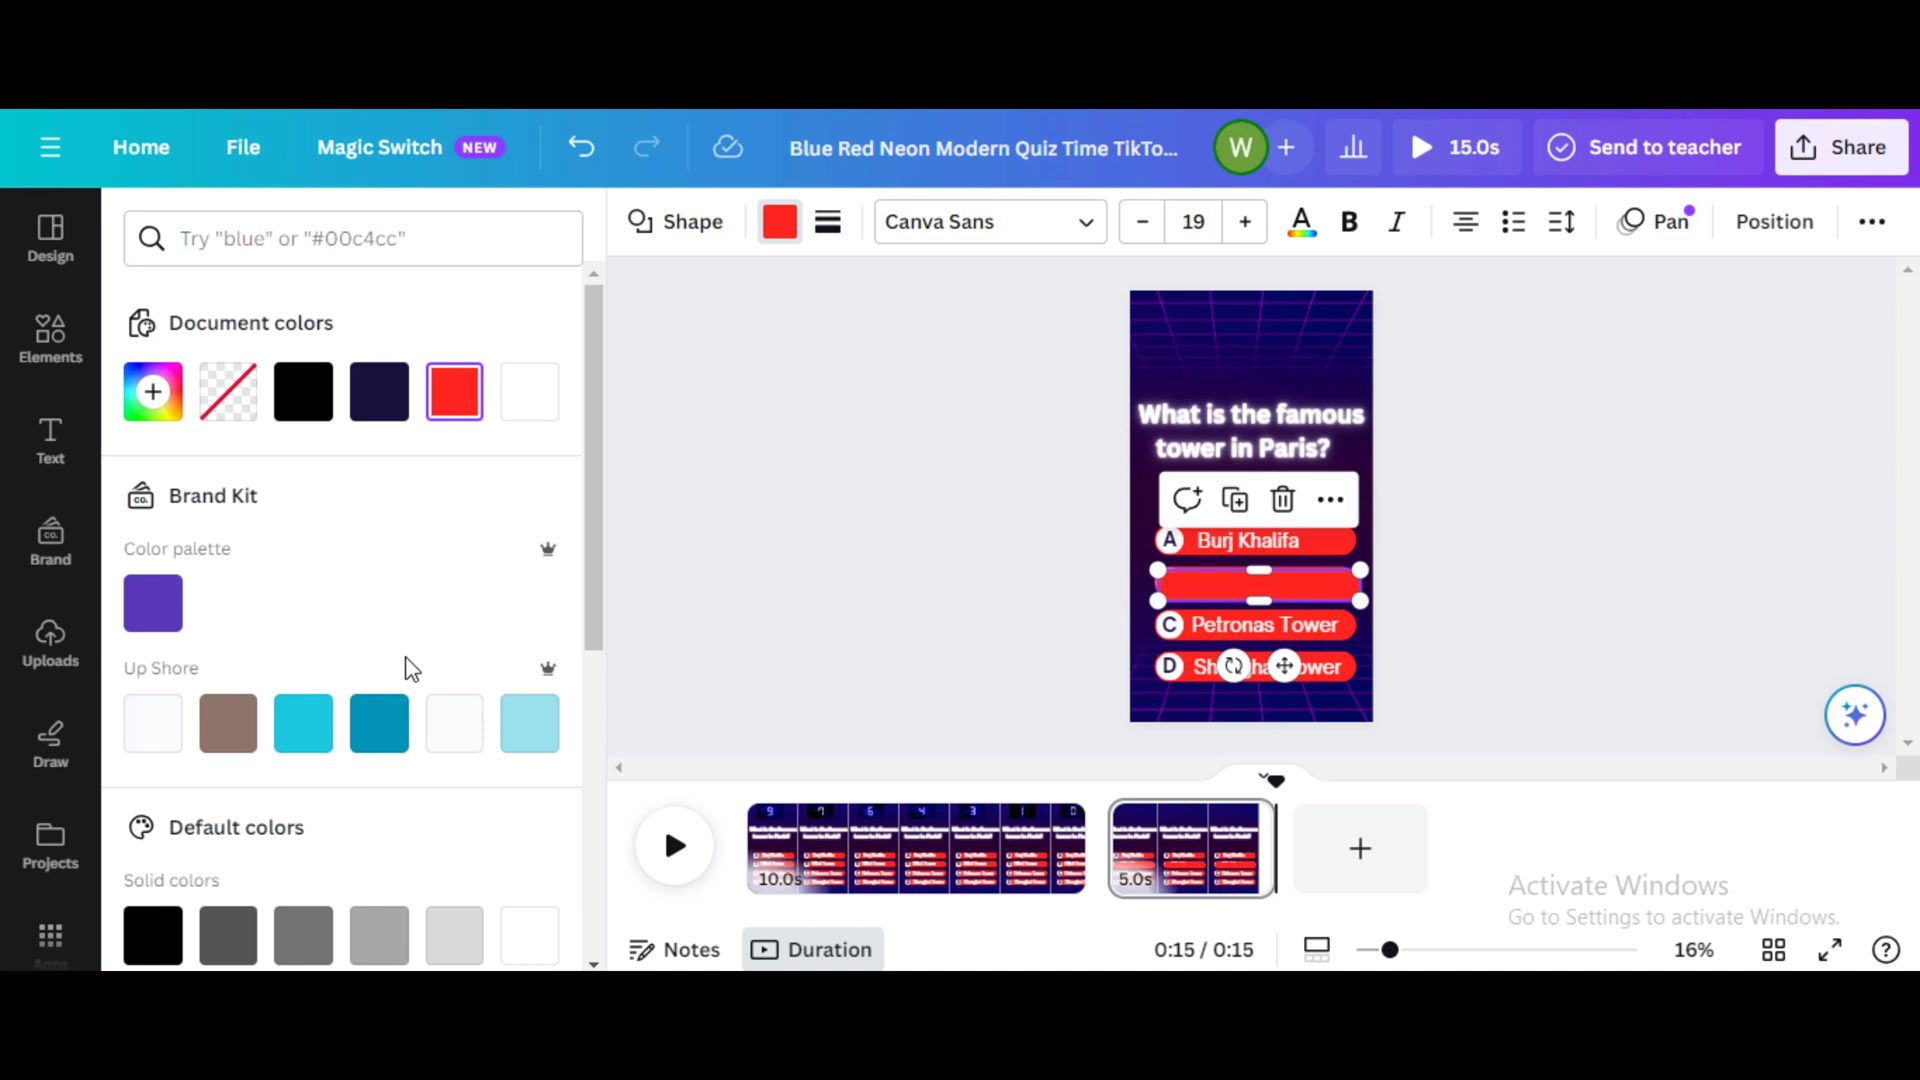 Home File Magic Switch NEW Blue Red Neon Modern Quiz Time TikTo... W + 15.0s Send to teacher Share
Shape Canva Sans − 19 + A B I Pan Position
Design
Elements
Text
Brand
Uploads
Draw
Projects
Apps
Try "blue" or "#00c4cc"
Document colors
Brand Kit
Color palette
Up Shore
Default colors
Solid colors
What is the famous
tower in Paris?
A Burj Khalifa
C Petronas Tower
D
10.0s
5.0s
Activate Windows
Go to Settings to activate Windows.
Notes Duration 0:15 / 0:15 16%